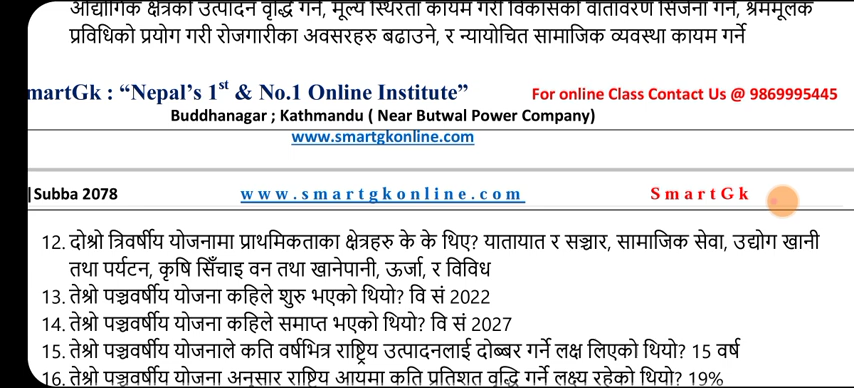 औद्योगिक क्षेत्रको उत्पादन वृद्धि गर्न, मूल्य स्थिरता कायम गरी विकासको वातावरण सिर्जना गर्न, श्रममूलक
प्रविधिको प्रयोग गरी रोजगारीका अवसरहरु बढाउने, र न्यायोचित सामाजिक व्यवस्था कायम गर्ने
martGk : “Nepal’s 1st & No.1 Online Institute” For online Class Contact Us @ 9869995445
Buddhanagar ; Kathmandu ( Near Butwal Power Company)
www.smartgkonline.com
|Subba 2078 www.smartgkonline.com SmartGk
12. दोश्रो त्रिवर्षीय योजनामा प्राथमिकताका क्षेत्रहरु के के थिए? यातायात र सञ्चार, सामाजिक सेवा, उद्योग खानी
तथा पर्यटन, कृषि सिँचाइ वन तथा खानेपानी, ऊर्जा, र विविध
13. तेश्रो पञ्चवर्षीय योजना कहिले शुरु भएको थियो? वि सं 2022
14. तेश्रो पञ्चवर्षीय योजना कहिले समाप्त भएको थियो? वि सं 2027
15. तेश्रो पञ्चवर्षीय योजनाले कति वर्षभित्र राष्ट्रिय उत्पादनलाई दोब्बर गर्ने लक्ष लिएको थियो? 15 वर्ष
16. तेश्रो पञ्चवर्षीय योजना अनुसार राष्ट्रिय आयमा कति प्रतिशत वृद्धि गर्ने लक्ष्य रहेको थियो? 19%